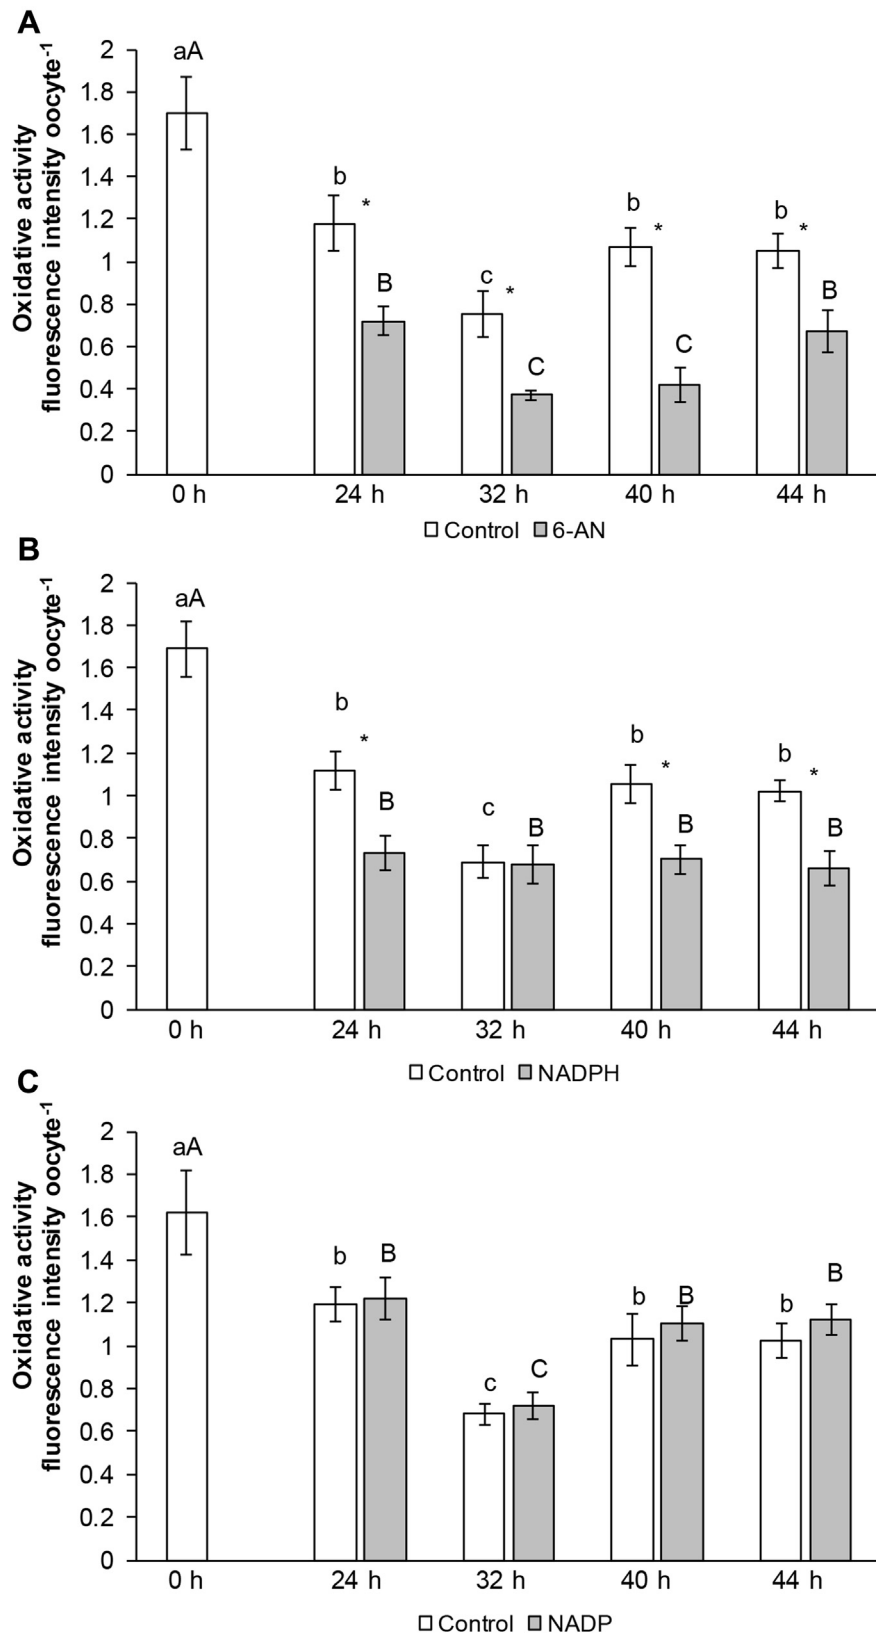 A
Oxidative activity
fluorescence intensity oocyte-1
2
1.8
1.6
1.4
1.2
1
0.8
0.6
0.4
0.2
0
aA
b
*
B
c
*
C
b
*
C
b
*
B
0 h 24 h 32 h 40 h 44 h
Control 6-AN
B
Oxidative activity
fluorescence intensity oocyte-1
2
1.8
1.6
1.4
1.2
1
0.8
0.6
0.4
0.2
0
aA
b
*
B
c
B
b
*
B
b
*
B
0 h 24 h 32 h 40 h 44 h
Control NADPH
C
Oxidative activity
fluorescence intensity oocyte-1
2
1.8
1.6
1.4
1.2
1
0.8
0.6
0.4
0.2
0
aA
b
B
c
C
b
B
b
B
0 h 24 h 32 h 40 h 44 h
Control NADP